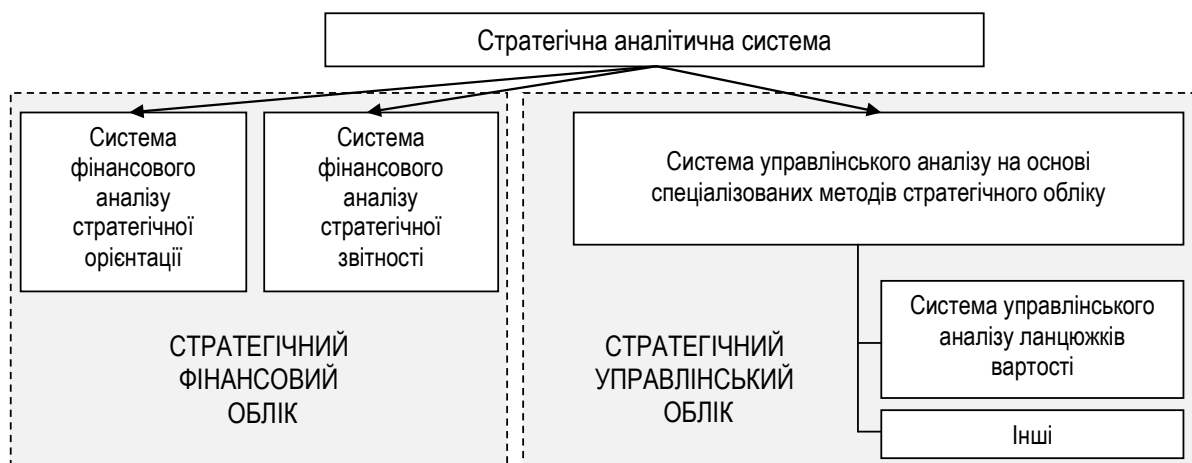 Стратегічна аналітична система
Система
фінансового
аналізу
стратегічної
орієнтації
Система
фінансового
аналізу
стратегічної
звітності
Система управлінського аналізу на основі
спеціалізованих методів стратегічного обліку
СТРАТЕГІЧНИЙ
ФІНАНСОВИЙ
ОБЛІК
СТРАТЕГІЧНИЙ
УПРАВЛІНСЬКИЙ
ОБЛІК
Система управлінського
аналізу ланцюжків
вартості
Інші